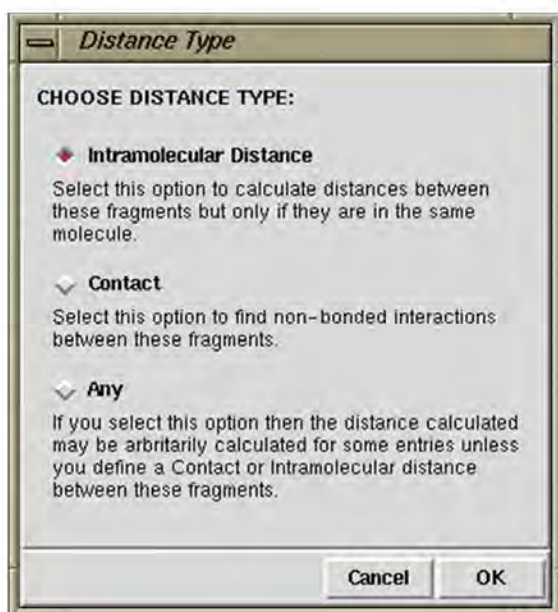 Distance Type
CHOOSE DISTANCE TYPE:
Intramolecular Distance
Select this option to calculate distances between
these fragments but only if they are in the same
molecule.
Contact
Select this option to find non-bonded interactions
between these fragments.
Any
If you select this option then the distance calculated
may be arbritarily calculated for some entries unless
you define a Contact or Intramolecular distance
between these fragments.
Cancel
OK